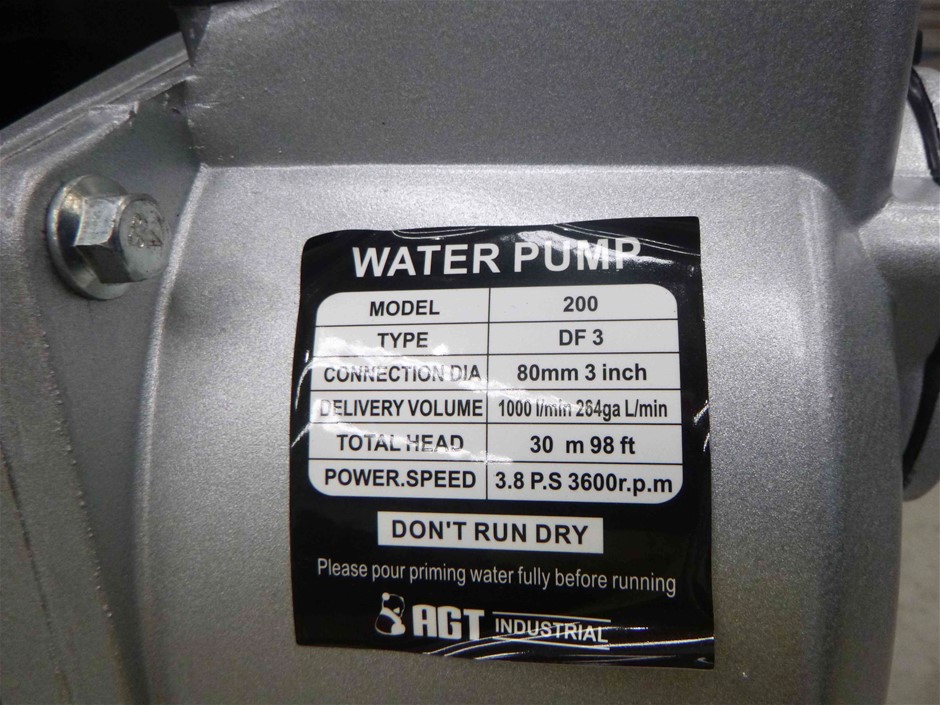 WATER PUMP
MODEL 200
TYPE DF 3
CONNECTION DIA 80mm 3 inch
DELIVERY VOLUME 1000 l/min 264ga L/min
TOTAL HEAD 30 m 98 ft
POWER.SPEED 3.8 P.S 3600r.p.m
DON'T RUN DRY
Please pour priming water fully before running
AGT INDUSTRIAL